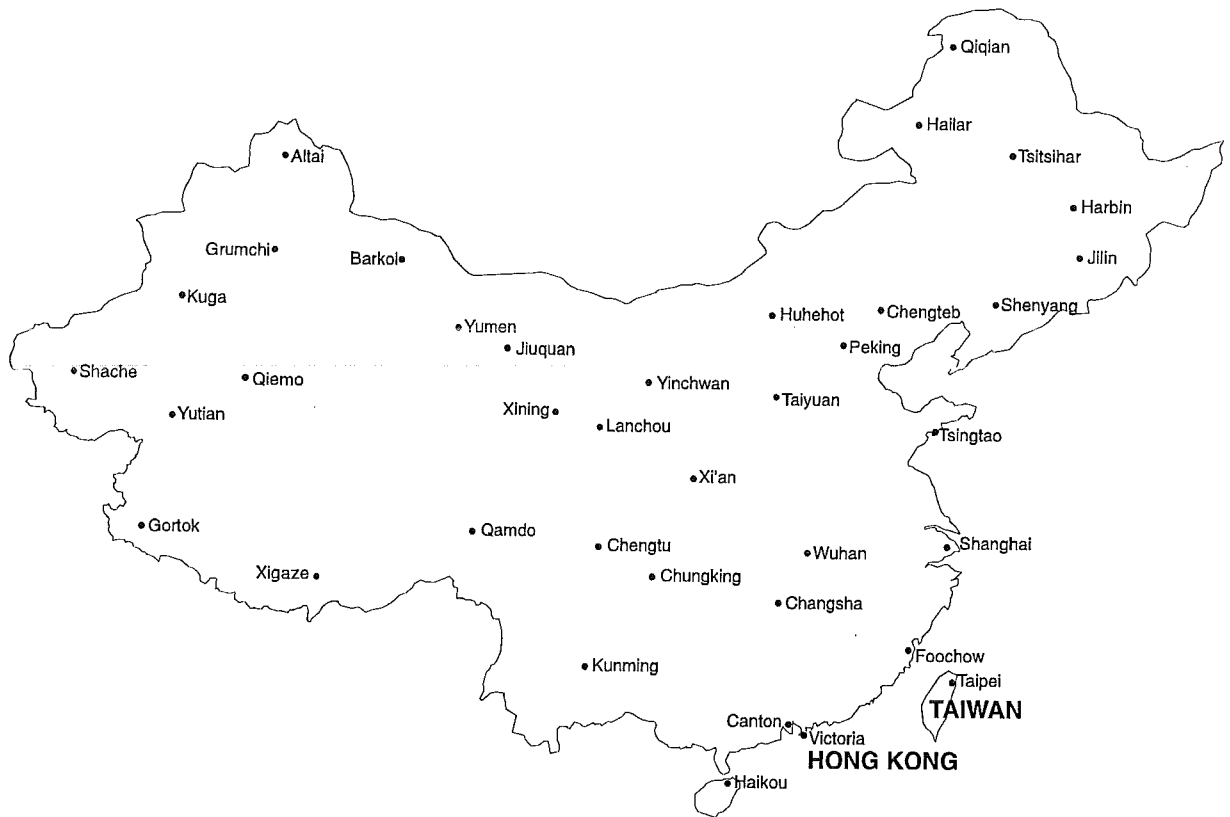 Qiqian
Hailar
Altai
Tsitsihar
Harbin
Grumchi
Barkol
Jilin
Kuga
Shenyang
Chengteb
Huhehot
Yumen
Jiuquan
Peking
Shache
Qiemo
Yinchwan
Taiyuan
Yutian
Xining
Lanchou
Tsingtao
Xi'an
Gortok
Qamdo
Chengtu
Shanghai
Wuhan
Xigaze
Chungking
Changsha
Foochow
Kunming
Taipei
TAIWAN
Canton
Victoria
HONG KONG
Haikou